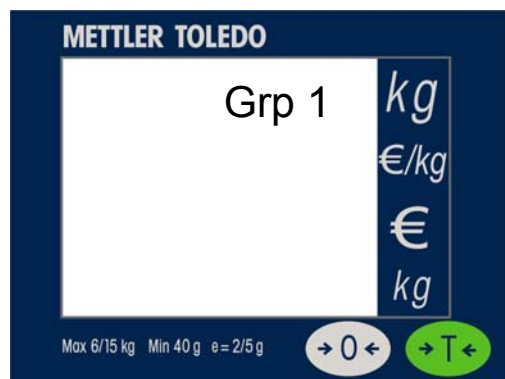 METTLER TOLEDO
Grp 1
kg
€/kg
€
kg
Max 6/15 kg Min 40 g e = 2/5 g
→0←
→T←